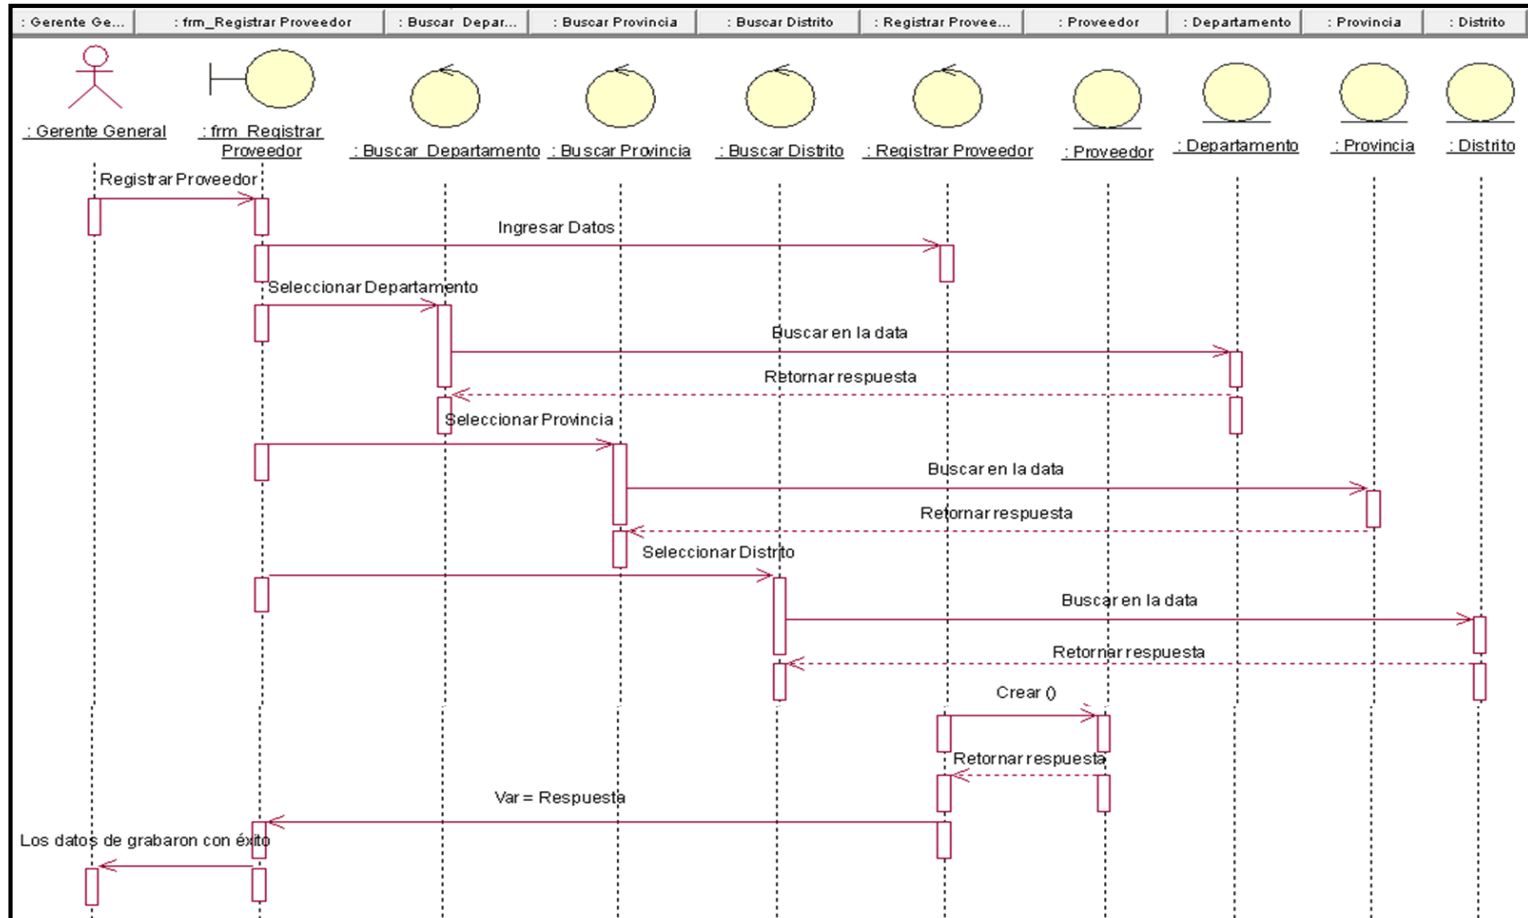 : Gerente Ge...
: frm_Registrar Proveedor
: Buscar Depar...
: Buscar Provincia
: Buscar Distrito
: Registrar Provee...
: Proveedor
: Departamento
: Provincia
: Distrito
: Gerente General
: frm_Registrar
Proveedor
: Buscar Departamento
: Buscar Provincia
: Buscar Distrito
: Registrar Proveedor
: Proveedor
: Departamento
: Provincia
: Distrito
Registrar Proveedor
Ingresar Datos
Seleccionar Departamento
Buscar en la data
Retornar respuesta
Seleccionar Provincia
Buscar en la data
Retornar respuesta
Seleccionar Distrito
Buscar en la data
Retornar respuesta
Crear ()
Retornar respuesta
Var = Respuesta
Los datos de grabaron con éxito